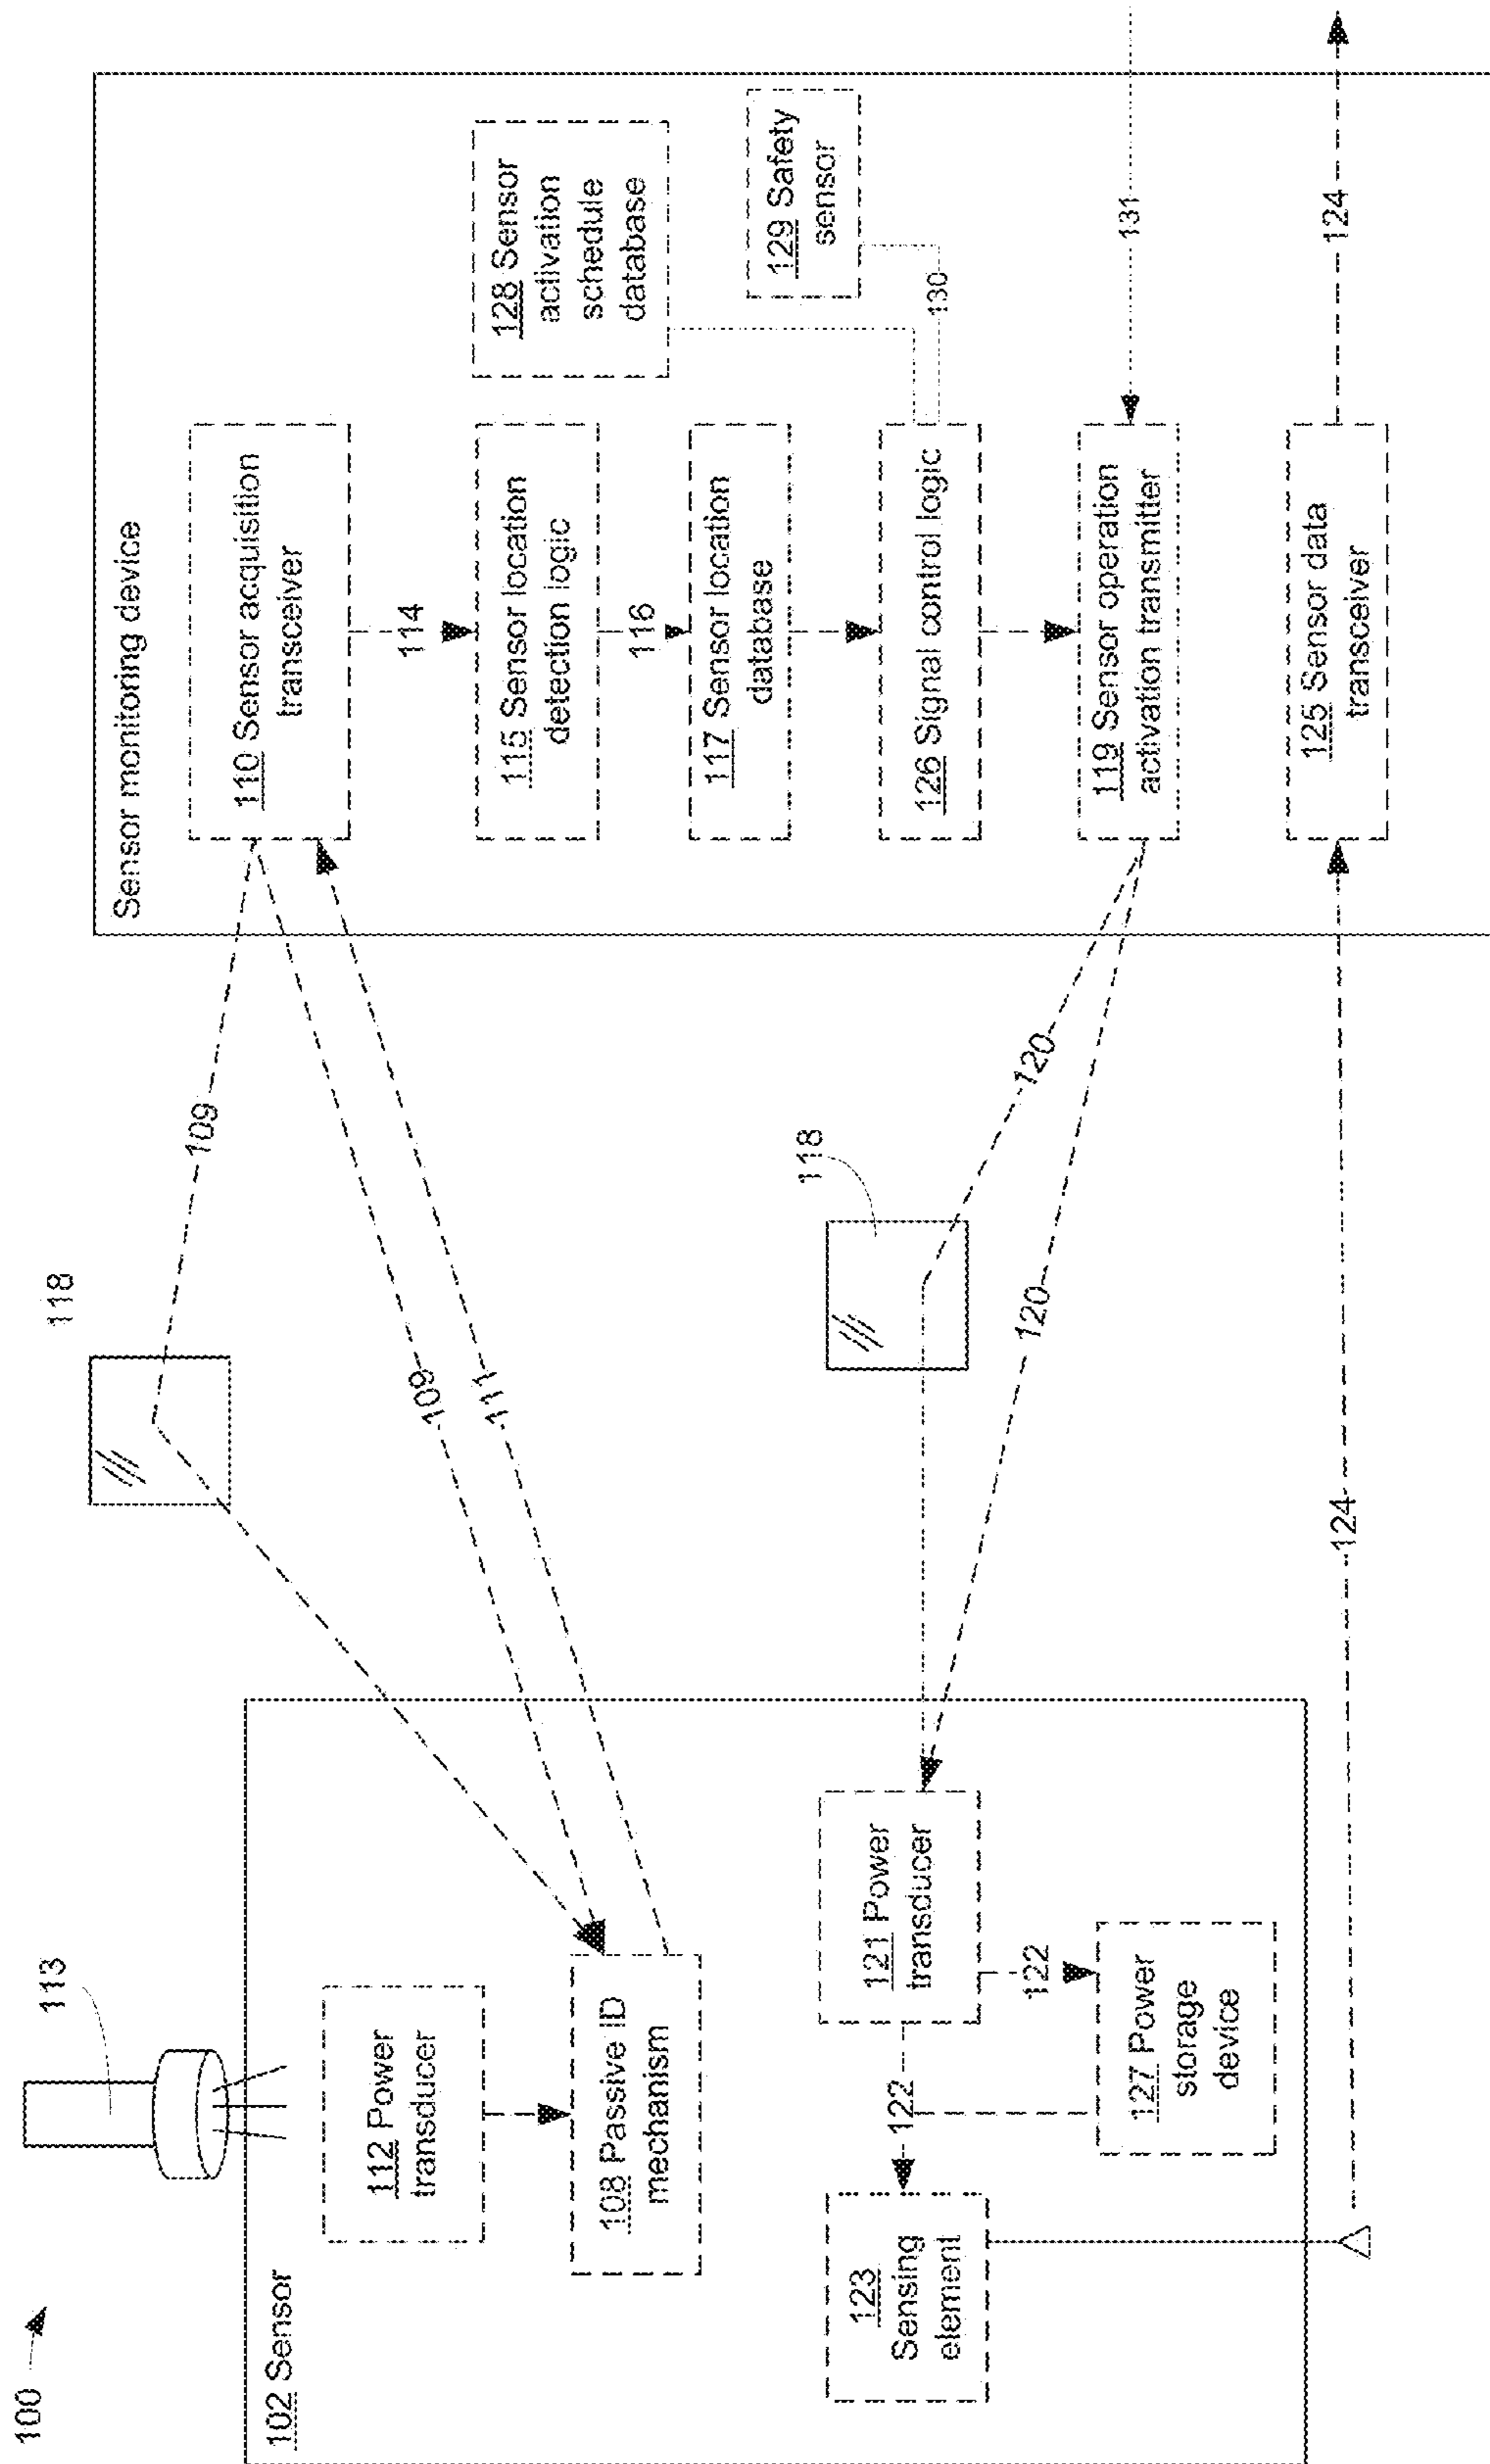 100
113
102 Sensor
112 Power
transducer
108 Passive ID
mechanism
123
Sensing
element
122
121 Power
transducer
122
127 Power
storage
device
118
109
109
111
118
120
120
124
Sensor monitoring device
110 Sensor acquisition
transceiver
114
115 Sensor location
detection logic
116
117 Sensor location
database
126 Signal control logic
119 Sensor operation
activation transmitter
125 Sensor data
transceiver
128 Sensor
activation
schedule
database
129 Safety
sensor
130
131
124